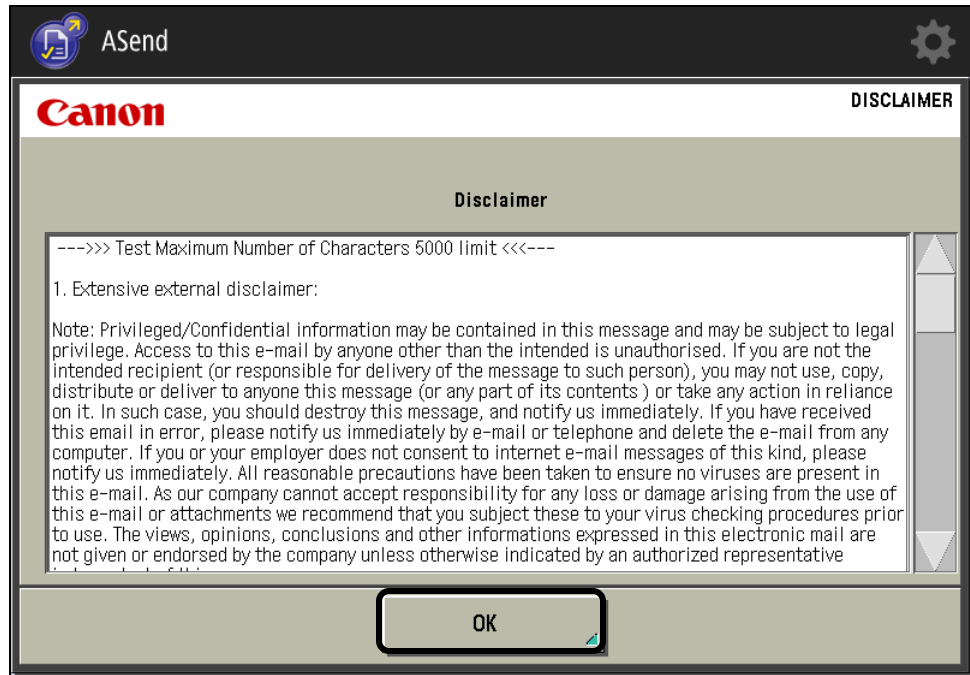 ASend
Canon
DISCLAIMER
Disclaimer
--->>> Test Maximum Number of Characters 5000 limit <<<---
1. Extensive external disclaimer:
Note: Privileged/Confidential information may be contained in this message and may be subject to legal
privilege. Access to this e-mail by anyone other than the intended is unauthorised. If you are not the
intended recipient (or responsible for delivery of the message to such person), you may not use, copy,
distribute or deliver to anyone this message (or any part of its contents ) or take any action in reliance
on it. In such case, you should destroy this message, and notify us immediately. If you have received
this email in error, please notify us immediately by e-mail or telephone and delete the e-mail from any
computer. If you or your employer does not consent to internet e-mail messages of this kind, please
notify us immediately. All reasonable precautions have been taken to ensure no viruses are present in
this e-mail. As our company cannot accept responsibility for any loss or damage arising from the use of
this e-mail or attachments we recommend that you subject these to your virus checking procedures prior
to use. The views, opinions, conclusions and other informations expressed in this electronic mail are
not given or endorsed by the company unless otherwise indicated by an authorized representative
OK